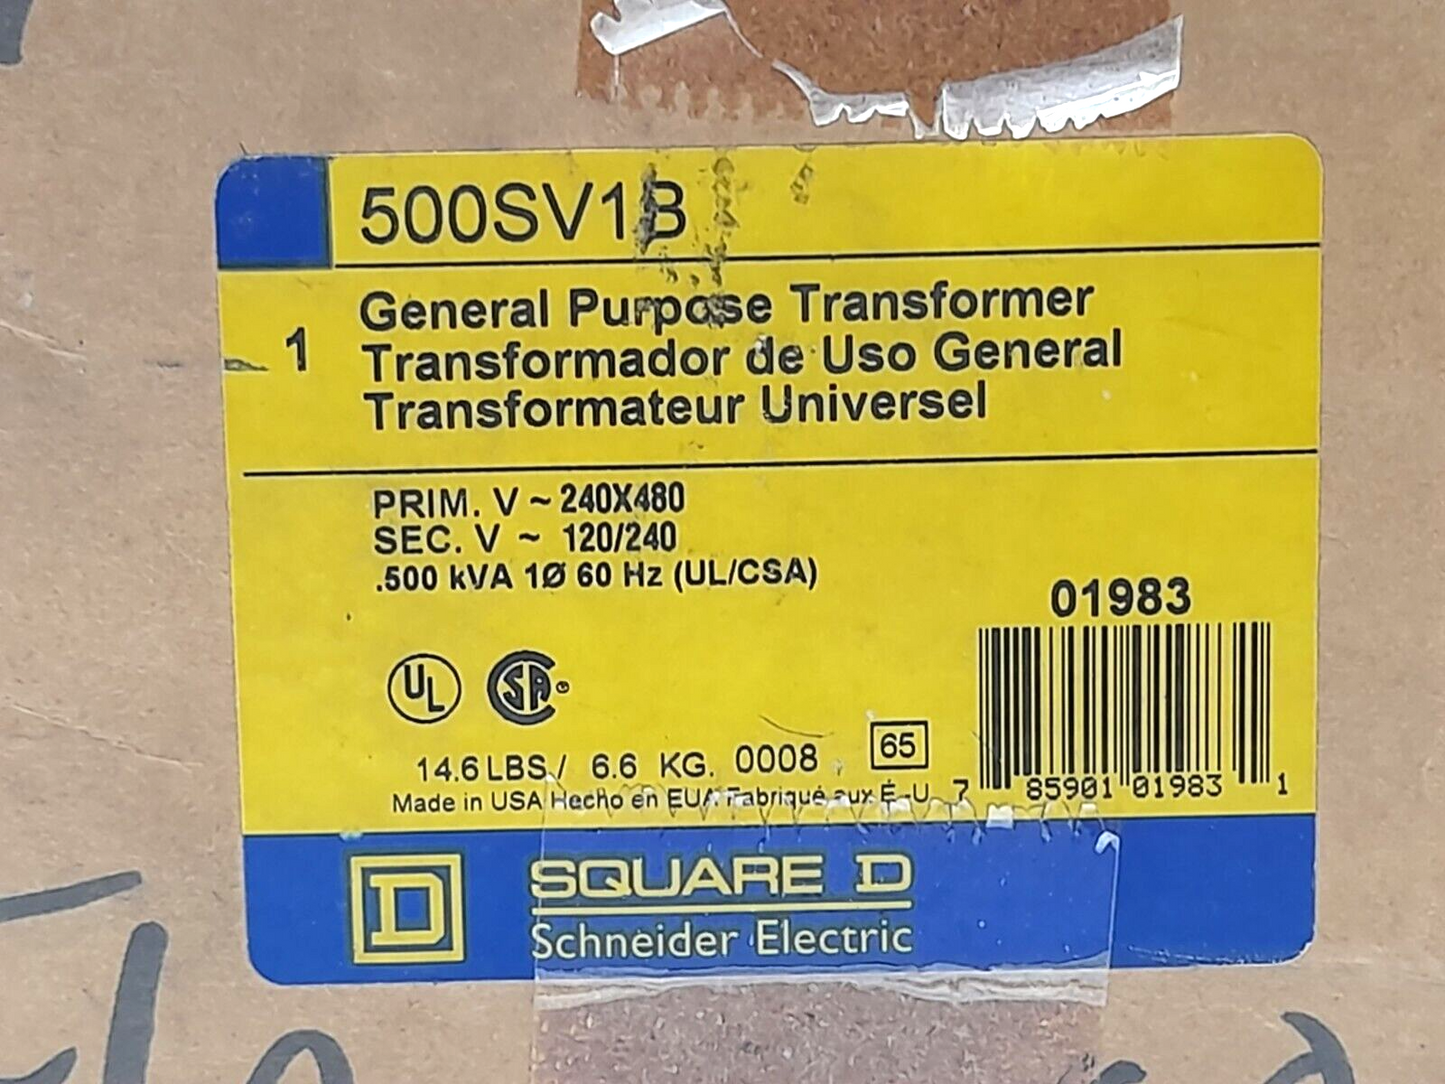 500SV1B
1
General Purpose Transformer
Transformador de Uso General
Transformateur Universel
PRIM. V ~ 240X480
SEC. V ~ 120/240
.500 kVA 1Ø 60 Hz (UL/CSA)
01983
UL
SA
14.6 LBS / 6.6 KG. 0008 65
Made in USA Hecho en EUA Fabriqué aux É-U
7 85901 01983 1
D
SQUARE D
Schneider Electric